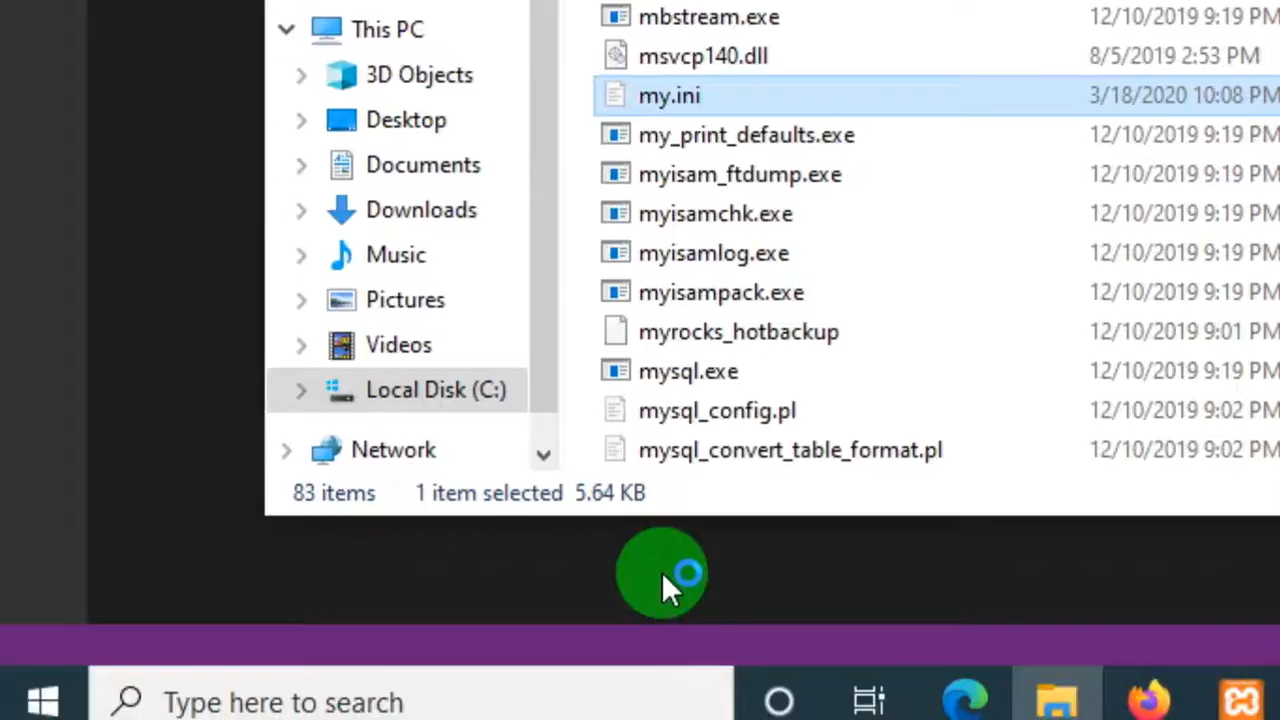 This PC
3D Objects
Desktop
Documents
Downloads
Music
Pictures
Videos
Local Disk (C:)
Network
mbstream.exe 12/10/2019 9:19 PM
msvcp140.dll 8/5/2019 2:53 PM
my.ini 3/18/2020 10:08 PM
my_print_defaults.exe 12/10/2019 9:19 PM
myisam_ftdump.exe 12/10/2019 9:19 PM
myisamchk.exe 12/10/2019 9:19 PM
myisamlog.exe 12/10/2019 9:19 PM
myisampack.exe 12/10/2019 9:19 PM
myrocks_hotbackup 12/10/2019 9:01 PM
mysql.exe 12/10/2019 9:19 PM
mysql_config.pl 12/10/2019 9:02 PM
mysql_convert_table_format.pl 12/10/2019 9:02 PM
83 items 1 item selected 5.64 KB
Type here to search